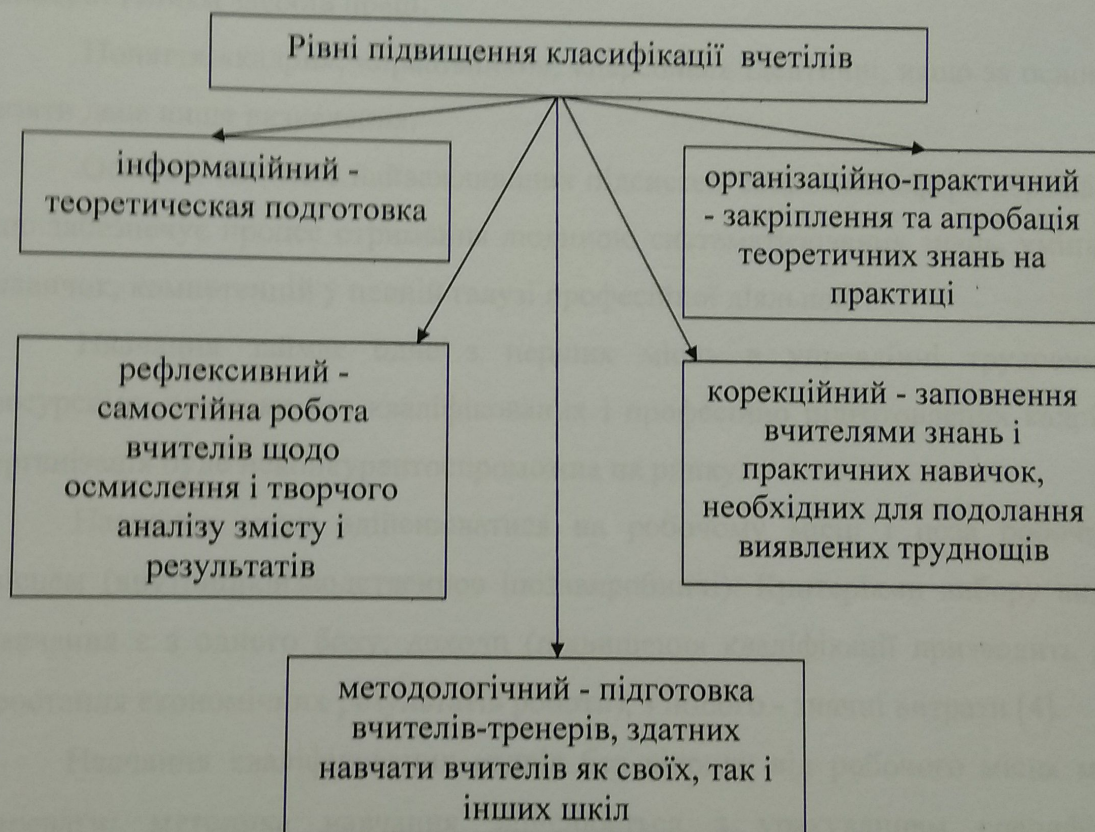 Рівні підвищення класифікації вчетілів
інформаційний -
теоретическая подготовка
організаційно-практичний
- закріплення та апробація
теоретичних знань на
практиці
рефлексивний -
самостійна робота
вчителів щодо
осмислення і творчого
аналізу змісту і
результатів
корекційний - заповнення
вчителями знань і
практичних навичок,
необхідних для подолання
виявлених труднощів
методологічний - підготовка
вчителів-тренерів, здатних
навчати вчителів як своїх, так і
інших шкіл